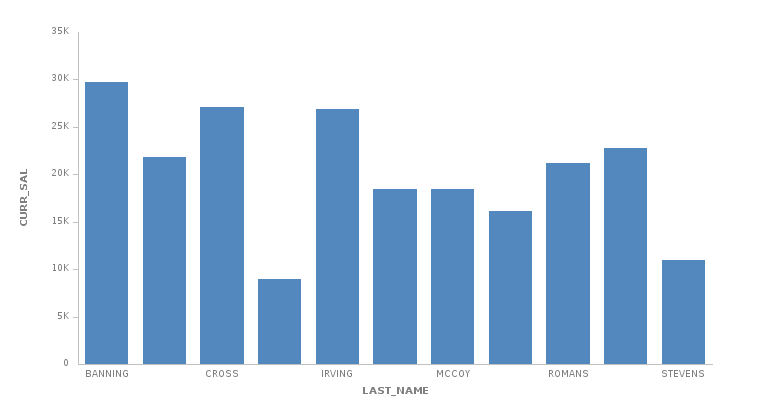 35K
30K
25K
20K
15K
10K
5K
0
CURR_SAL
BANNING CROSS IRVING MCCOY ROMANS STEVENS
LAST_NAME